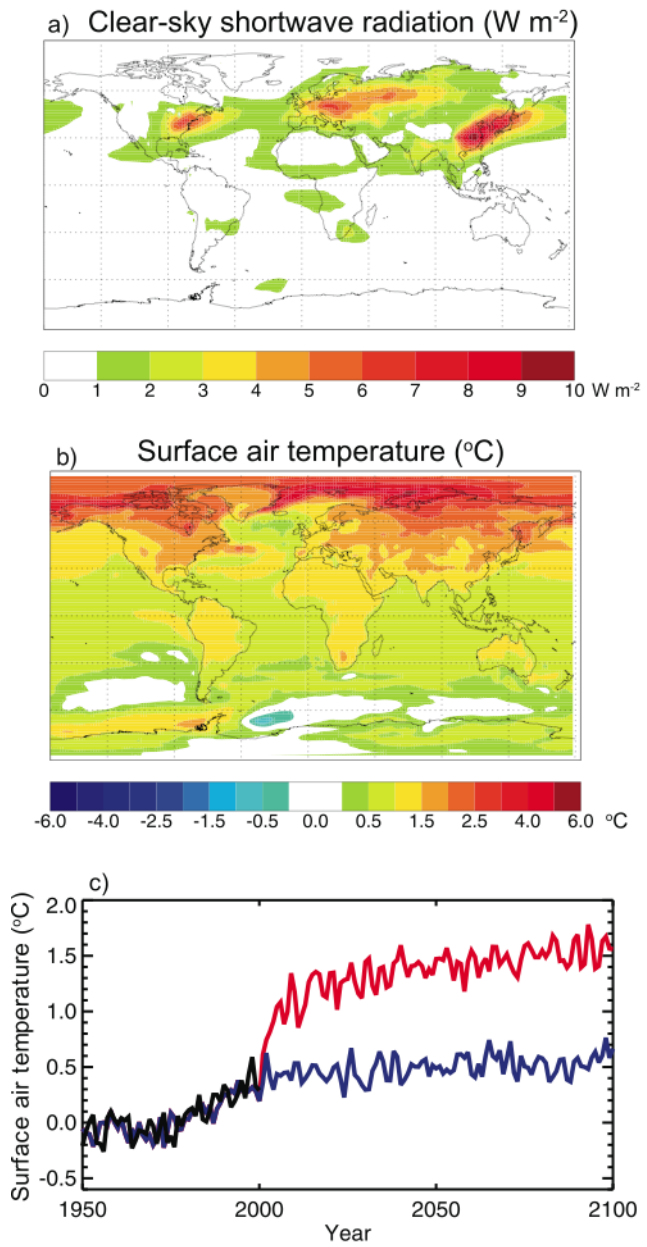 a) Clear-sky shortwave radiation (W m-2)
0 1 2 3 4 5 6 7 8 9 10 W m-2
b) Surface air temperature (oC)
-6.0 -4.0 -2.5 -1.5 -0.5 0.0 0.5 1.5 2.5 4.0 6.0 oC
c)
Surface air temperature (oC)
2.0
1.5
1.0
0.5
0.0
-0.5
1950 2000 2050 2100
Year